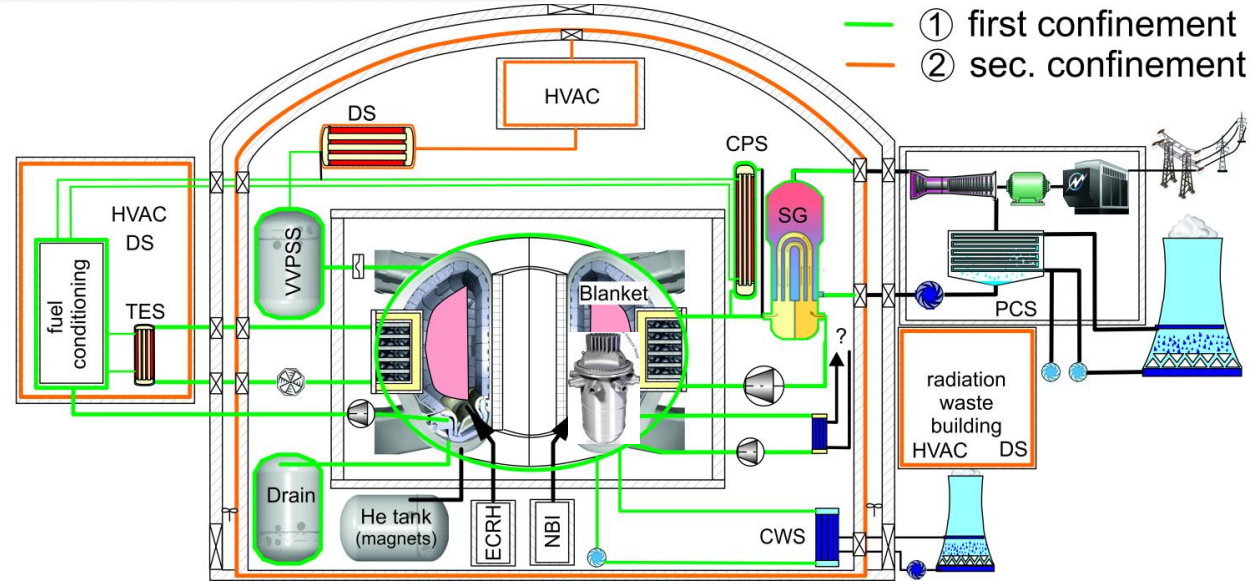 ① first confinement
② sec. confinement
HVAC
DS
CPS
HVAC
DS
VVPSS
SG
Blanket
fuel
conditioning
TES
PCS
?
radiation
waste
building
HVAC DS
Drain
He tank
(magnets)
ECRH
NBI
CWS